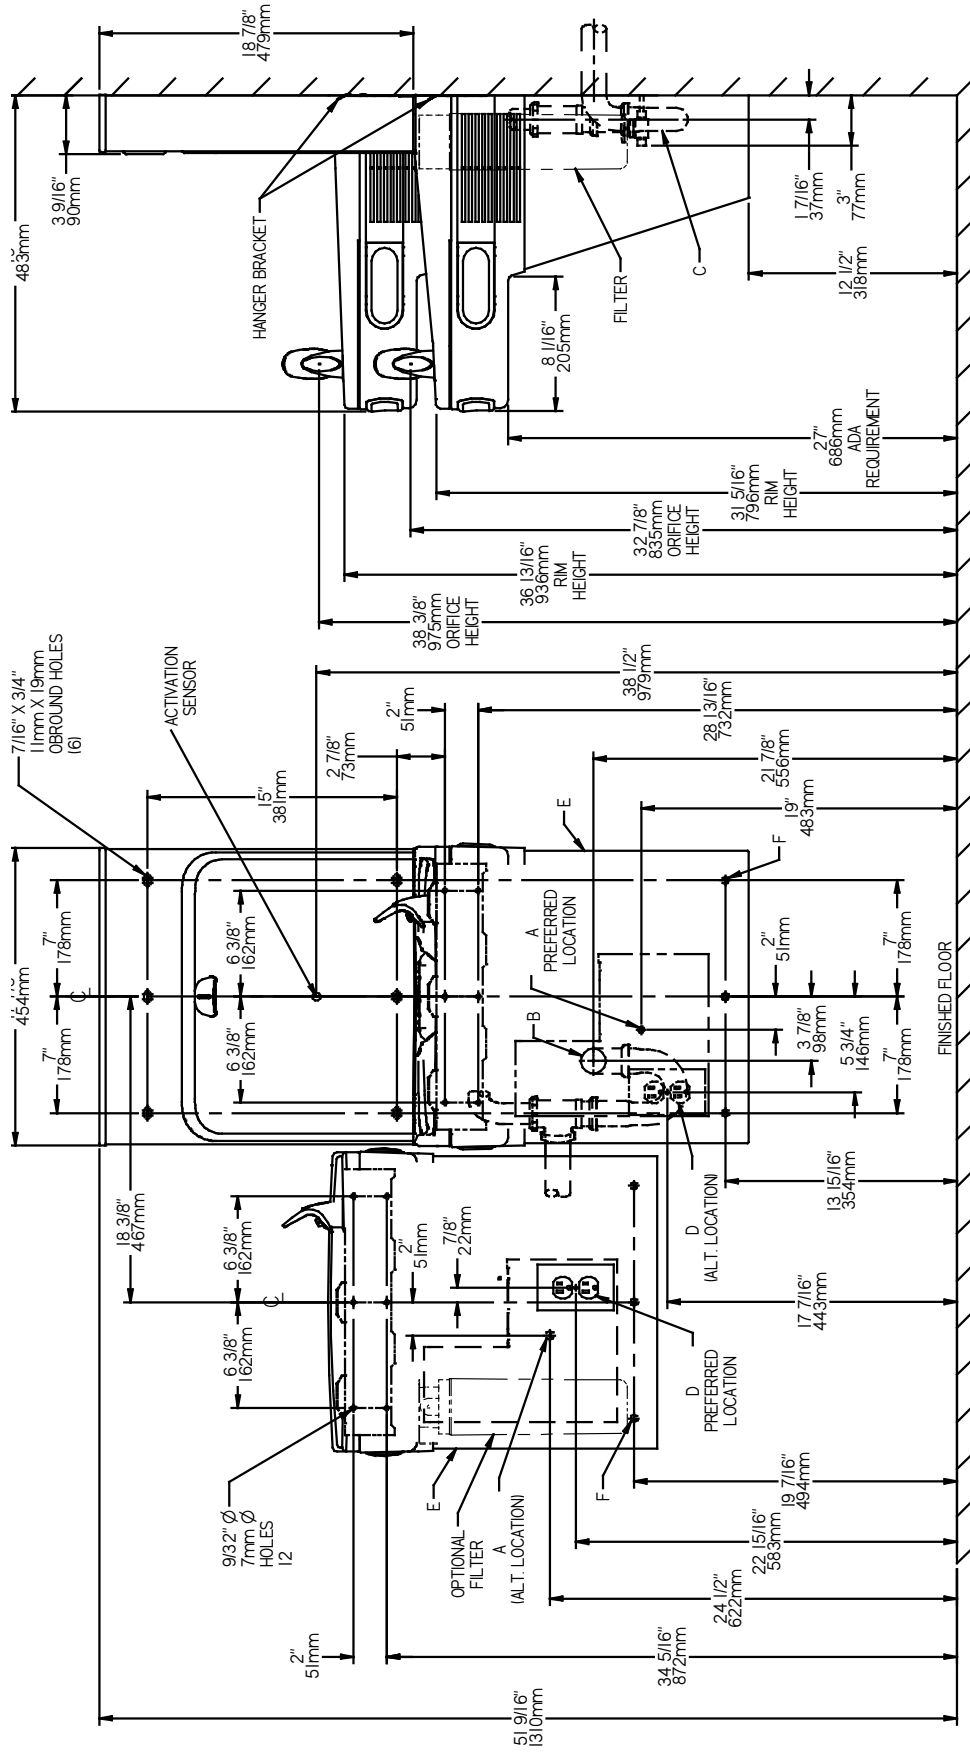 18 7/8"
479mm
3 9/16"
90mm
483mm
HANGER BRACKET
FILTER
C
1 7/16"
37mm
3"
77mm
12 1/2"
318mm
8 1/16"
205mm
27"
686mm
ADA
REQUIREMENT
31 5/16"
796mm
RIM
HEIGHT
32 7/8"
835mm
ORIFICE
HEIGHT
36 13/16"
936mm
RIM
HEIGHT
38 3/8"
975mm
ORIFICE
HEIGHT
7/16" X 3/4"
11mm X 19mm
OBROUND HOLES
(6)
ACTIVATION
SENSOR
15"
381mm
2 7/8"
73mm
2"
51mm
38 1/2"
979mm
28 13/16"
732mm
21 7/8"
556mm
19"
483mm
E
F
454mm
7"
178mm
7"
178mm
CL
6 3/8"
162mm
6 3/8"
162mm
A
PREFERRED
LOCATION
B
2"
51mm
3 7/8"
98mm
5 3/4"
146mm
7"
178mm
7"
178mm
FINISHED FLOOR
13 15/16"
354mm
D
(ALT. LOCATION)
17 7/16"
443mm
18 3/8"
467mm
6 3/8"
162mm
6 3/8"
162mm
CL
2"
51mm
7/8"
22mm
D
PREFERRED
LOCATION
9/32" Ø
7mm Ø
HOLES
12
E
OPTIONAL
FILTER
A
(ALT. LOCATION)
F
19 7/16"
494mm
22 15/16"
583mm
24 1/2"
622mm
2"
51mm
34 5/16"
872mm
51 9/16"
1310mm